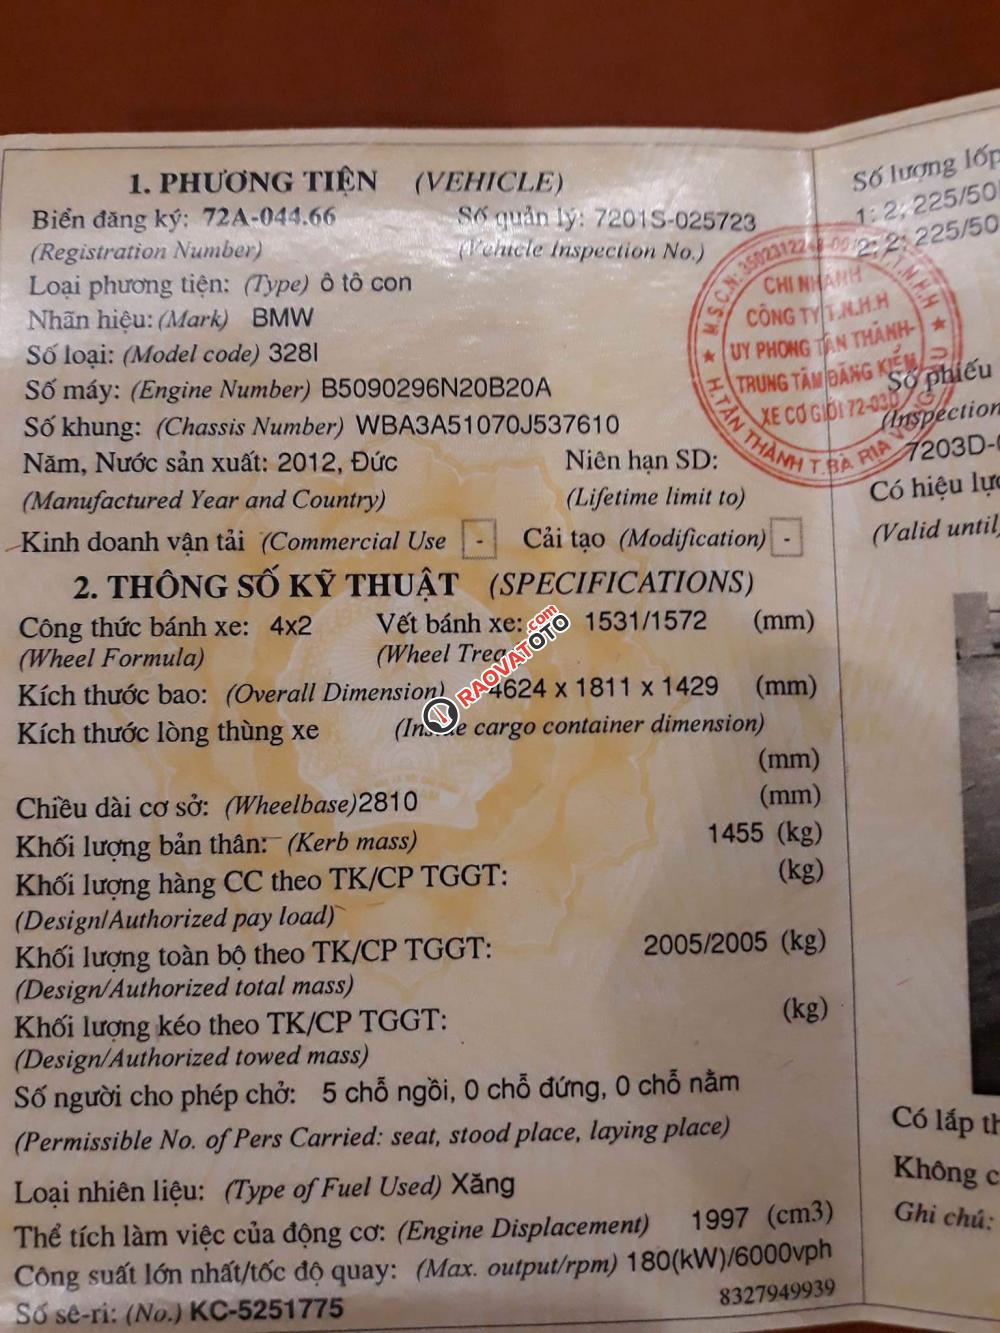 1. PHƯƠNG TIỆN (VEHICLE)
Biển đăng ký: 72A-044.66 Số quản lý: 7201S-025723
(Registration Number) (Vehicle Inspection No.)
Loại phương tiện: (Type) ô tô con
Nhãn hiệu: (Mark) BMW
Số loại: (Model code) 328I
Số máy: (Engine Number) B5090296N20B20A
Số khung: (Chassis Number) WBA3A51070J537610
Năm, Nước sản xuất: 2012, Đức Niên hạn SD:
(Manufactured Year and Country) (Lifetime limit to)
Kinh doanh vận tải (Commercial Use - Cải tạo (Modification) -
2. THÔNG SỐ KỸ THUẬT (SPECIFICATIONS)
Công thức bánh xe: 4x2 Vết bánh xe: 1531/1572 (mm)
(Wheel Formula) (Wheel Trea
Kích thước bao: (Overall Dimension) 4624 x 1811 x 1429 (mm)
Kích thước lòng thùng xe (Inside cargo container dimension)
(mm)
Chiều dài cơ sở: (Wheelbase)2810 (mm)
Khối lượng bản thân: (Kerb mass) 1455 (kg)
Khối lượng hàng CC theo TK/CP TGGT: (kg)
(Design/Authorized pay load)
Khối lượng toàn bộ theo TK/CP TGGT: 2005/2005 (kg)
(Design/Authorized total mass)
Khối lượng kéo theo TK/CP TGGT: (kg)
(Design/Authorized towed mass)
Số người cho phép chở: 5 chỗ ngồi, 0 chỗ đứng, 0 chỗ nằm
(Permissible No. of Pers Carried: seat, stood place, laying place)
Loại nhiên liệu: (Type of Fuel Used) Xăng
Thể tích làm việc của động cơ: (Engine Displacement) 1997 (cm3)
Công suất lớn nhất/tốc độ quay: (Max. output/rpm) 180(kW)/6000vph
Số sê-ri: (No.) KC-5251775 8327949939
Số lượng lốp
1; 2; 225/50
2; 2; 225/50
Số phiếu
(Inspection
7203D-0
Có hiệu lực
(Valid until)
Có lắp th
Không c
Ghi chú:
CHI NHÁNH
CÔNG TY T.N.H.H
UY PHONG TÂN THÀNH-
TRUNG TÂM ĐĂNG KIỂM
XE CƠ GIỚI 72-03D
H.TÂN THÀNH T.BÀ RỊA VŨNG TÀU
RAOVATOTO.com